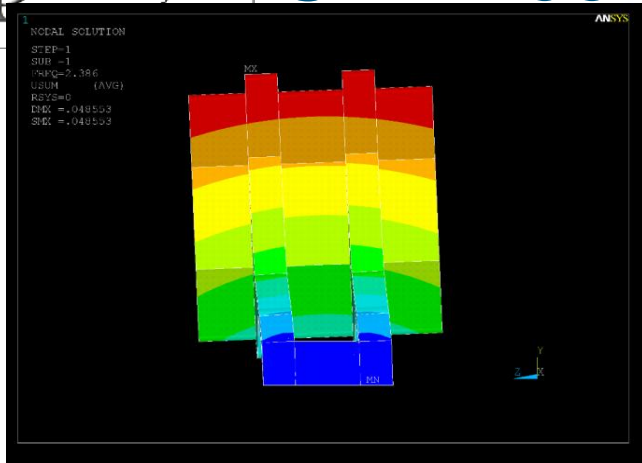 1
ANSYS
NODAL SOLUTION
STEP=1
SUB =1
FREQ=2.386
USUM (AVG)
RSYS=0
DMX =.048553
SMX =.048553
MX
MN
Y
Z X